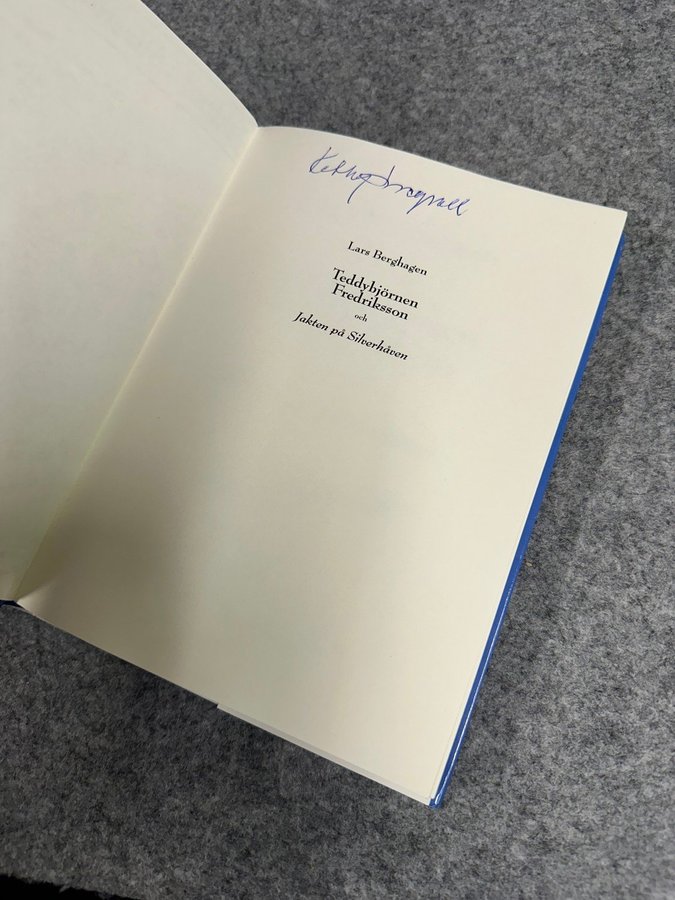 Lars Berghagen
Teddybjörnen
Fredriksson
och
Jakten på Silverhåven